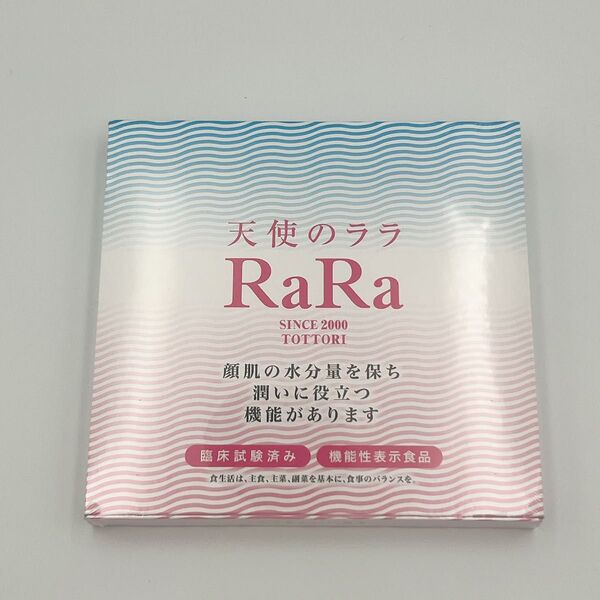 天使のララ
RaRa
SINCE 2000
TOTTORI
顔肌の水分量を保ち
潤いに役立つ
機能があります
臨床試験済み 機能性表示食品
食生活は、主食、主菜、副菜を基本に、食事のバランスを。